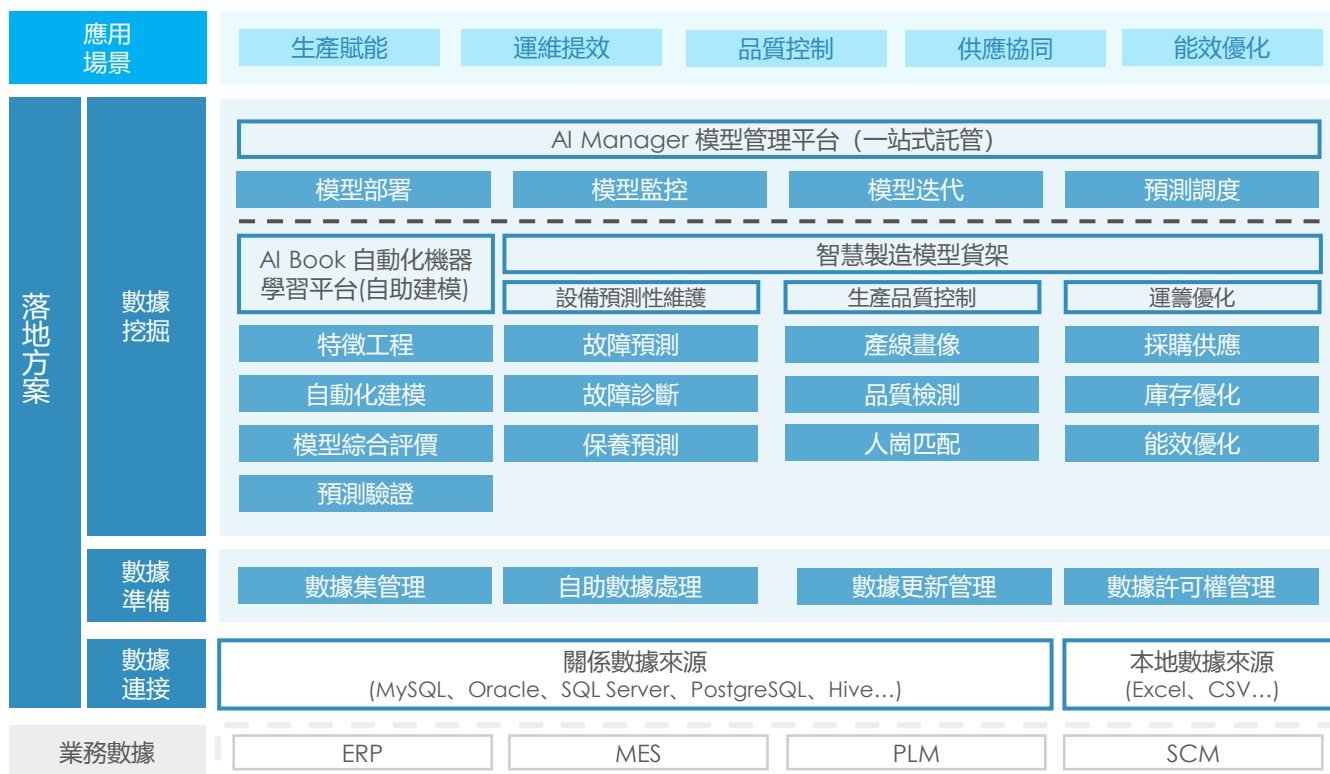 應用
場景
生產賦能
運維提效
品質控制
供應協同
能效優化
落地方案
數據
挖掘
AI Manager 模型管理平台（一站式託管）
模型部署
模型監控
模型迭代
預測調度
AI Book 自動化機器
學習平台(自助建模)
智慧製造模型貨架
設備預測性維護
生產品質控制
運籌優化
特徵工程
故障預測
產線畫像
採購供應
自動化建模
故障診斷
品質檢測
庫存優化
模型綜合評價
保養預測
人崗匹配
能效優化
預測驗證
數據
準備
數據集管理
自助數據處理
數據更新管理
數據許可權管理
數據
連接
關係數據來源
(MySQL、Oracle、SQL Server、PostgreSQL、Hive…)
本地數據來源
(Excel、CSV…)
業務數據
ERP
MES
PLM
SCM